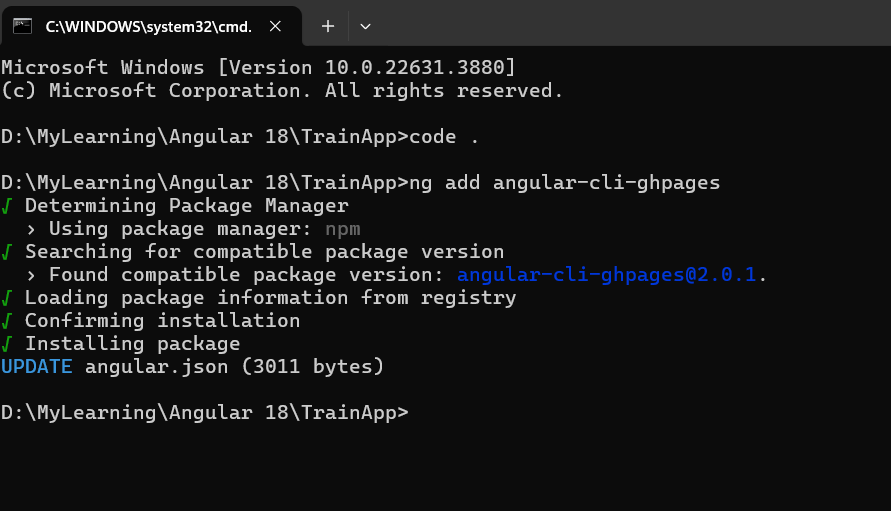 C:\WINDOWS\system32\cmd.
Microsoft Windows [Version 10.0.22631.3880]
(c) Microsoft Corporation. All rights reserved.
D:\MyLearning\Angular 18\TrainApp>code .
D:\MyLearning\Angular 18\TrainApp>ng add angular-cli-ghpages
√ Determining Package Manager
› Using package manager: npm
√ Searching for compatible package version
› Found compatible package version: angular-cli-ghpages@2.0.1.
√ Loading package information from registry
√ Confirming installation
√ Installing package
UPDATE angular.json (3011 bytes)
D:\MyLearning\Angular 18\TrainApp>